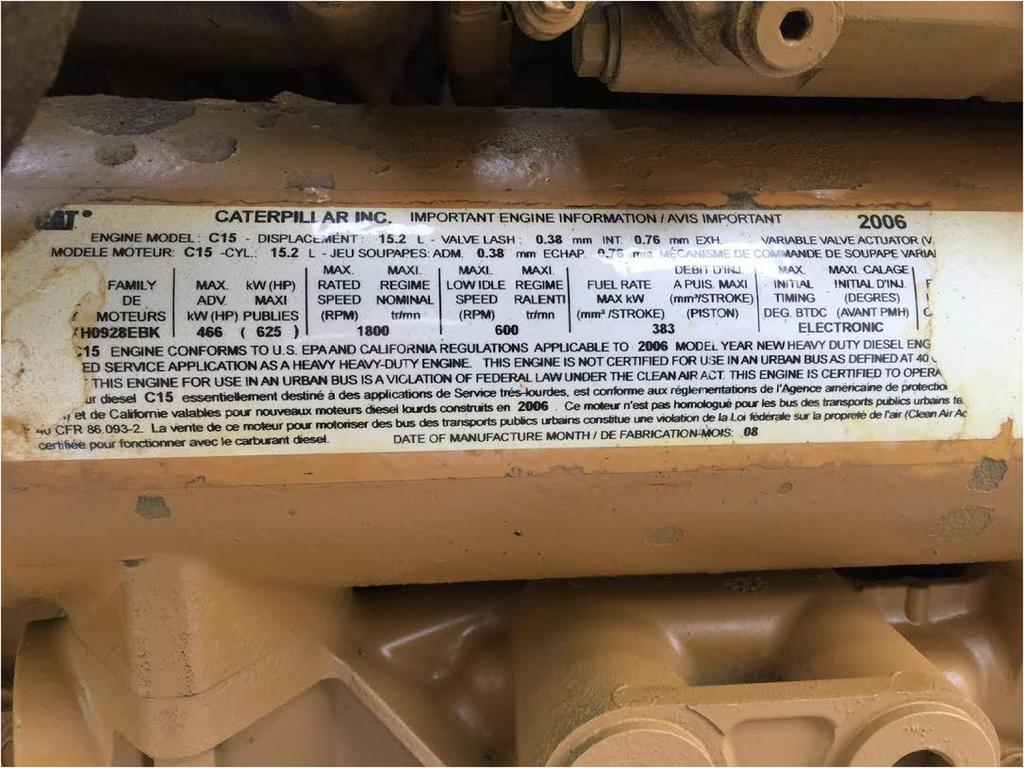 CAT®
CATERPILLAR INC. IMPORTANT ENGINE INFORMATION / AVIS IMPORTANT 2006
ENGINE MODEL: C15 - DISPLACEMENT: 15.2 L - VALVE LASH: 0.38 mm INT. 0.76 mm EXH. VARIABLE VALVE ACTUATOR
MODELE MOTEUR: C15 -CYL.: 15.2 L - JEU SOUPAPES: ADM. 0.38 mm ECHAP. 0.76 mm MÉCANISME DE COMMANDE DE SOUPAPE
FAMILY DE MOTEURS
H0928EBK
MAX. ADV. kW(HP)
kW(HP) MAXI PUBLIES
466 ( 625 )
MAX. RATED SPEED (RPM)
MAXI. REGIME NOMINAL tr/mn
1800
MAXI. LOW IDLE SPEED (RPM)
MAXI. REGIME RALENTI tr/mn
600
FUEL RATE MAX kW (mm³/STROKE)
DEBIT D'INJ. A PUIS. MAXI (mm³/STROKE) (PISTON)
383
MAX. INITIAL TIMING DEG. BTDC
MAXI. CALAGE INITIAL D'INJ. (DEGRES) (AVANT PMH)
ELECTRONIC
15 ENGINE CONFORMS TO U.S. EPA AND CALIFORNIA REGULATIONS APPLICABLE TO 2006 MODEL YEAR NEW HEAVY DUTY DIESEL
SERVICE APPLICATION AS A HEAVY HEAVY-DUTY ENGINE. THIS ENGINE IS NOT CERTIFIED FOR USE IN AN URBAN BUS AS DEFINED AT 40
THIS ENGINE FOR USE IN AN URBAN BUS IS A VIOLATION OF FEDERAL LAW UNDER THE CLEAN AIR ACT. THIS ENGINE IS CERTIFIED TO
diesel C15 essentiellement destiné à des applications de Service trés-lourdes, est conforme aux réglementations de l'Agence américaine de
et de Californie valables pour nouveaux moteurs diesel lourds construits en 2006 . Ce moteur n'est pas homologué pour les bus des transports publics urbains
40 CFR 86.093-2. La vente de ce moteur pour motoriser des bus des transports publics urbains constitue une violation de la Loi fédérale sur la propreté de l'air (Clean Air
certifiée pour fonctionner avec le carburant diesel. DATE OF MANUFACTURE MONTH / DE FABRICATION-MOIS: 08